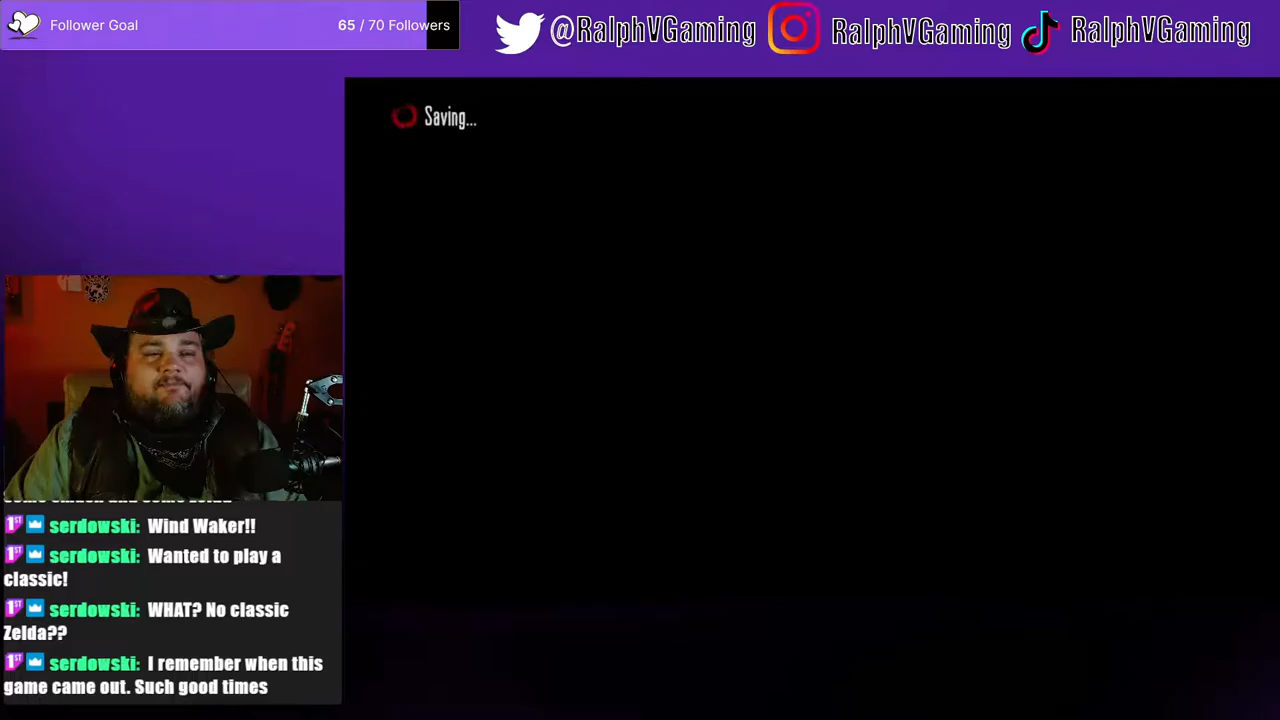 Follower Goal
65 / 70 Followers
@RalphVGaming
RalphVGaming
RalphVGaming
Saving...
serdowski: Wind Waker!!
serdowski: Wanted to play a
classic!
serdowski: WHAT? No classic
Zelda??
serdowski: I remember when this
game came out. Such good times